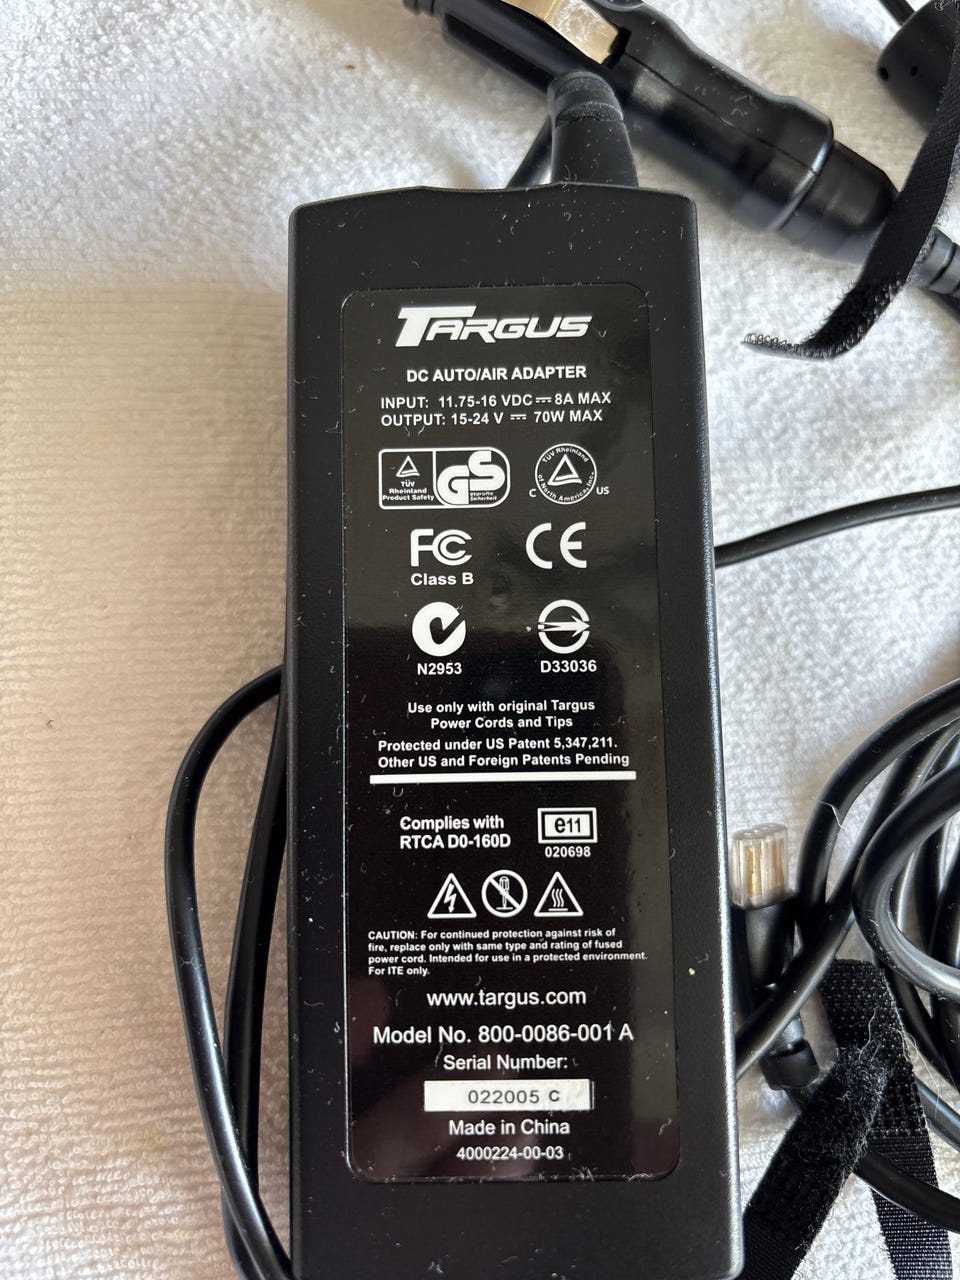 TARGUS
DC AUTO/AIR ADAPTER
INPUT: 11.75-16 VDC ⎓ 8A MAX
OUTPUT: 15-24 V ⎓ 70W MAX
TÜV
Rheinland
Product Safety
GS
geprüfte
Sicherheit
TÜV Rheinland
of North America, Inc.
C US
FC CE
Class B
N2953 D33036
Use only with original Targus
Power Cords and Tips
Protected under US Patent 5,347,211.
Other US and Foreign Patents Pending
Complies with
RTCA D0-160D
e11
020698
CAUTION: For continued protection against risk of
fire, replace only with same type and rating of fused
power cord. Intended for use in a protected environment.
For ITE only.
www.targus.com
Model No. 800-0086-001 A
Serial Number:
022005 C
Made in China
4000224-00-03